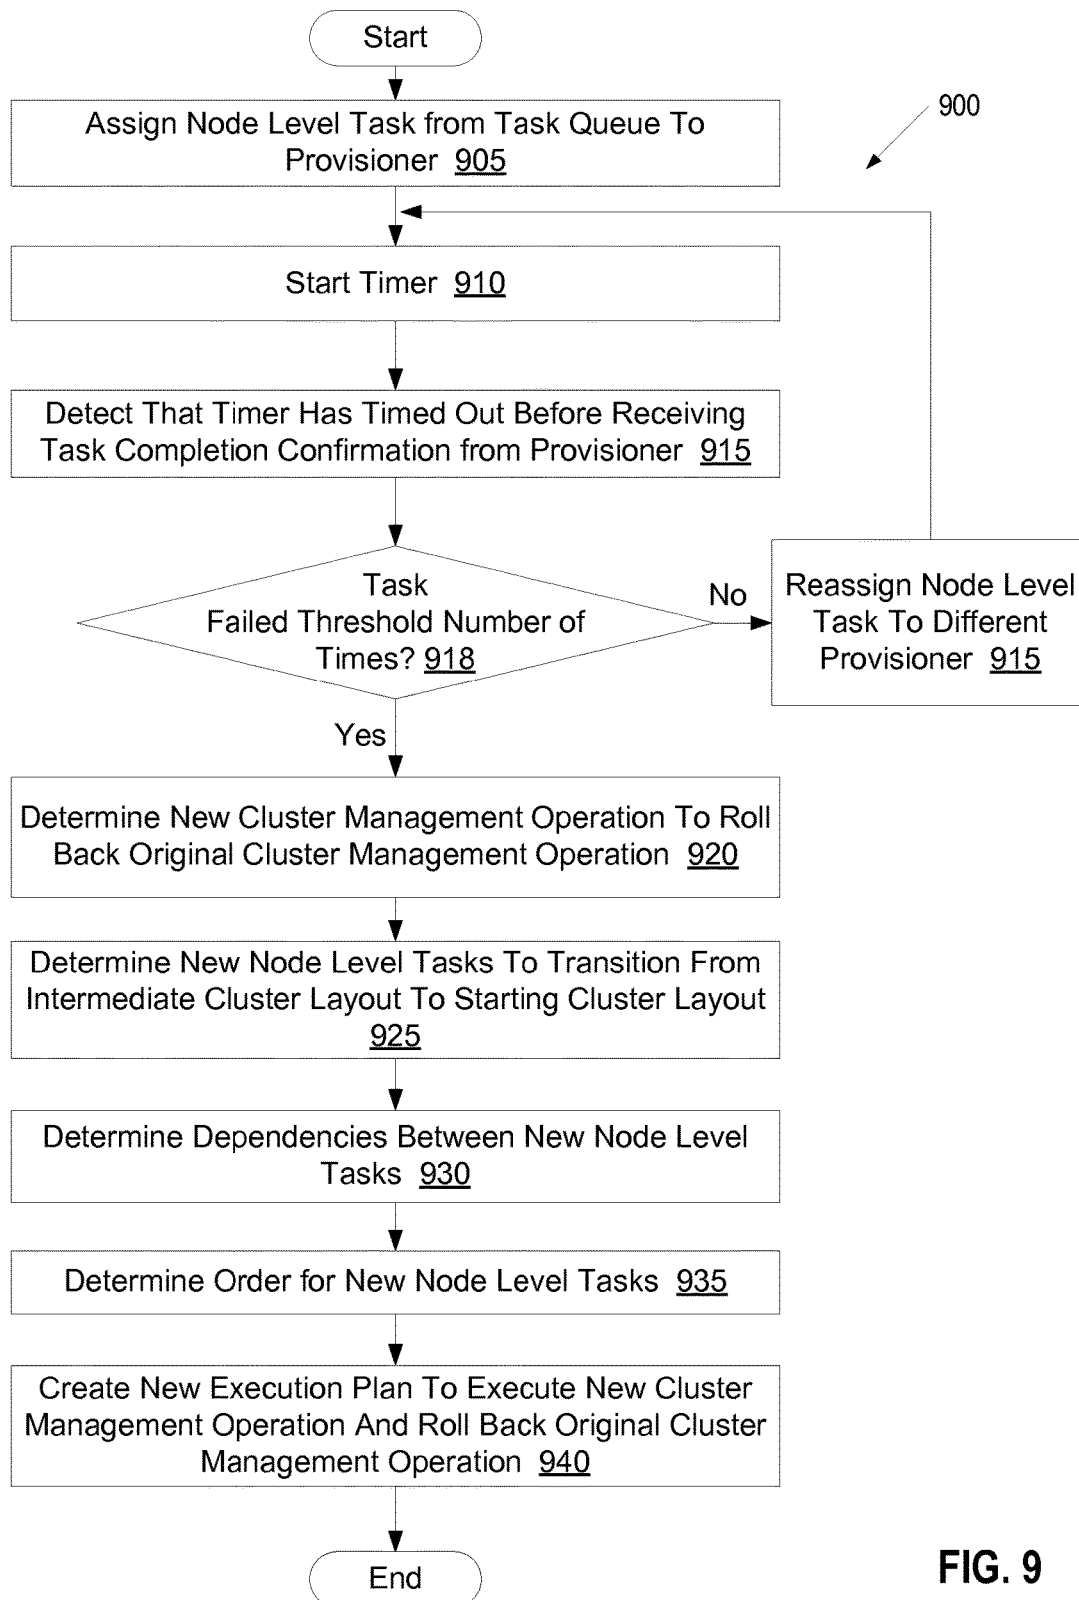 Start
Assign Node Level Task from Task Queue To
Provisioner 905
900
Start Timer 910
Detect That Timer Has Timed Out Before Receiving
Task Completion Confirmation from Provisioner 915
Task
Failed Threshold Number of
Times? 918
No
Reassign Node Level
Task To Different
Provisioner 915
Yes
Determine New Cluster Management Operation To Roll
Back Original Cluster Management Operation 920
Determine New Node Level Tasks To Transition From
Intermediate Cluster Layout To Starting Cluster Layout
925
Determine Dependencies Between New Node Level
Tasks 930
Determine Order for New Node Level Tasks 935
Create New Execution Plan To Execute New Cluster
Management Operation And Roll Back Original Cluster
Management Operation 940
End
FIG. 9